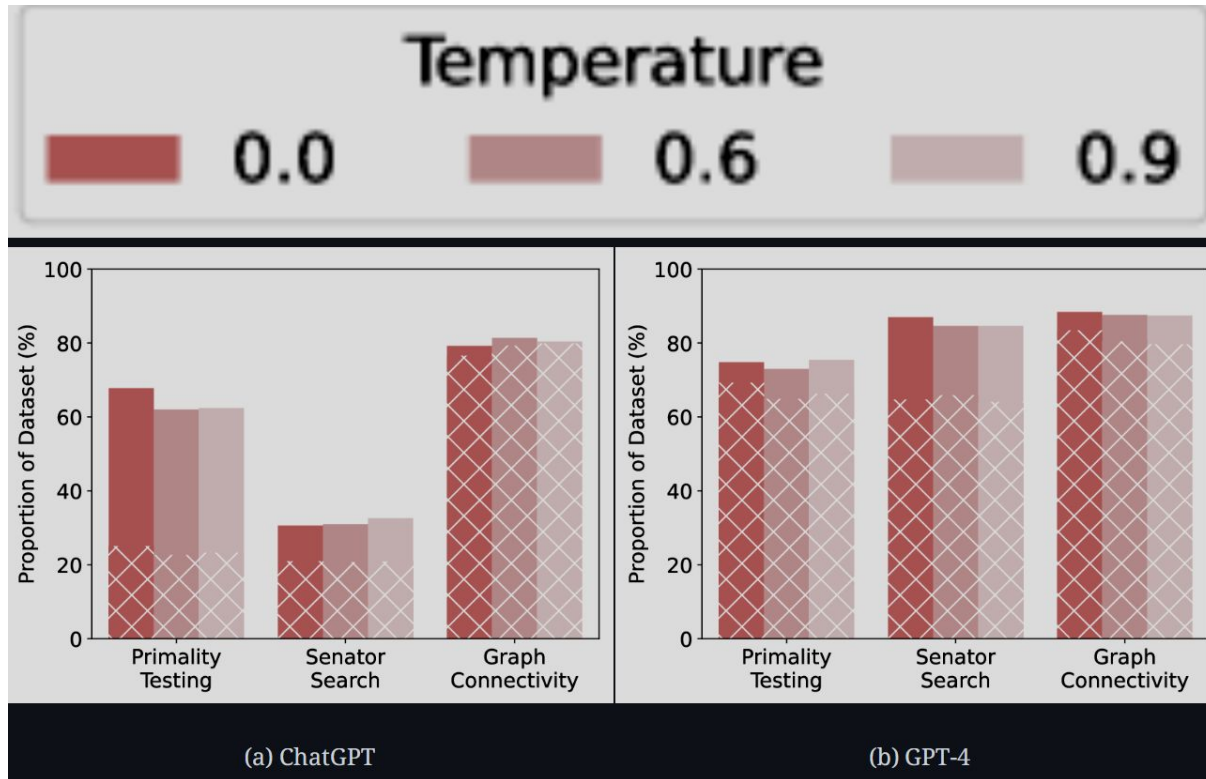 Temperature
0.0 0.6 0.9
Proportion of Dataset (%)
100
80
60
40
20
0
Primality
Testing
Senator
Search
Graph
Connectivity
(a) ChatGPT
Proportion of Dataset (%)
100
80
60
40
20
0
Primality
Testing
Senator
Search
Graph
Connectivity
(b) GPT-4